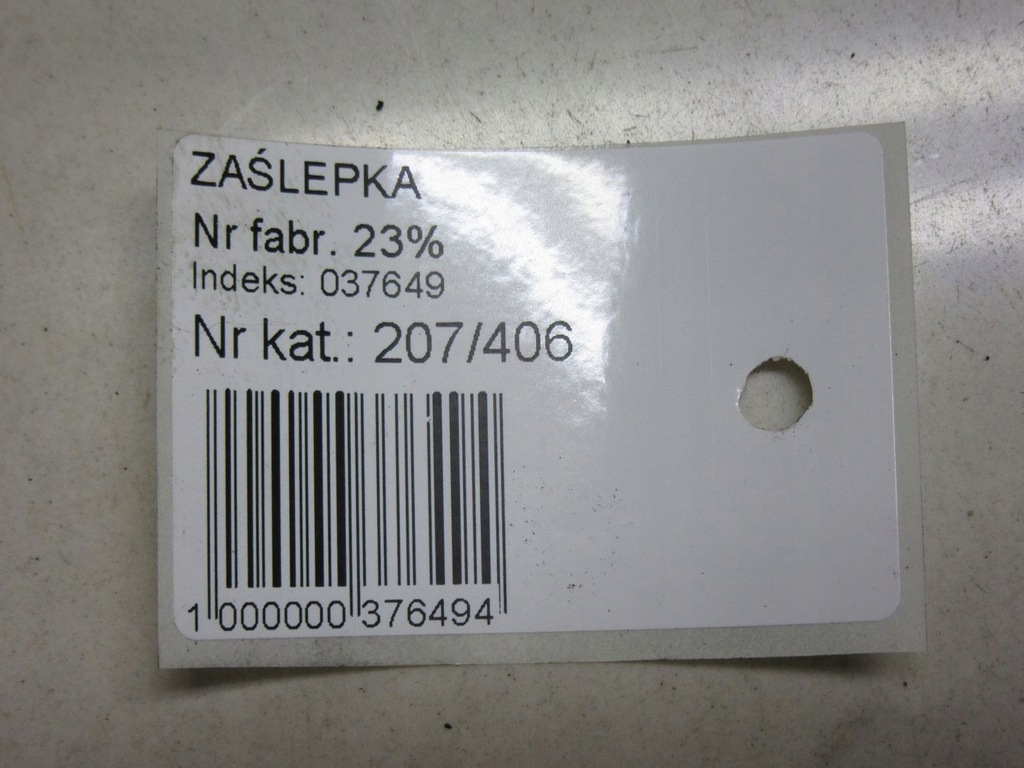 ZAŚLEPKA
Nr fabr. 23%
Indeks: 037649
Nr kat.: 207/406
1 000000 376494